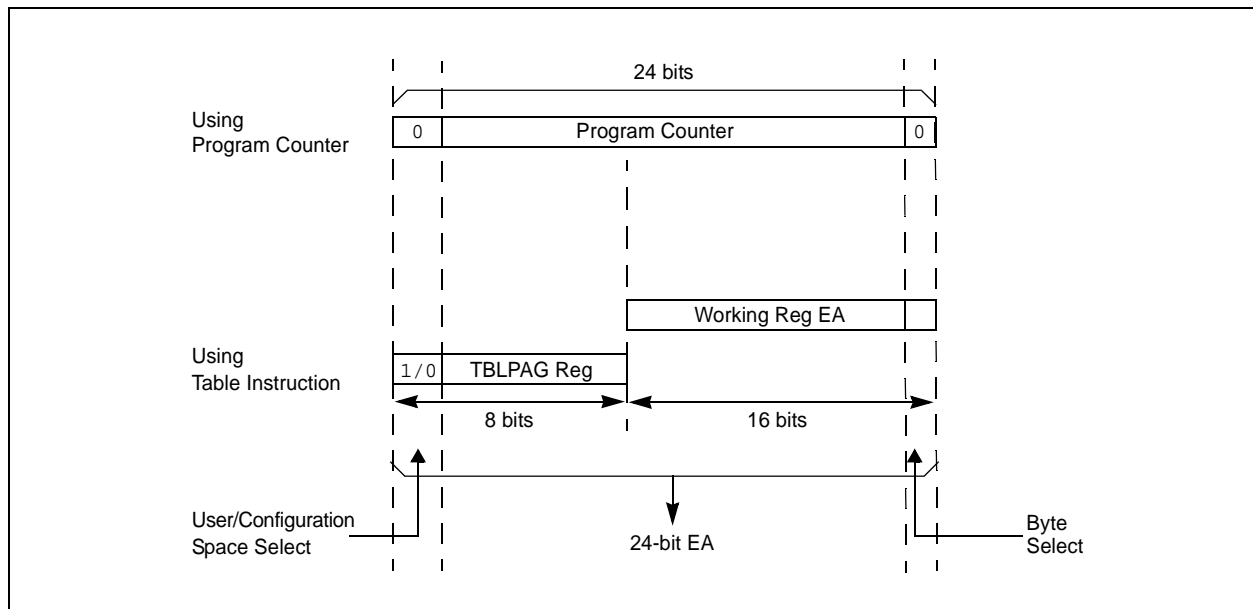 24 bits
Using
Program Counter
0
Program Counter
0
Working Reg EA
Using
Table Instruction
1/0
TBLPAG Reg
8 bits
16 bits
User/Configuration
Space Select
24-bit EA
Byte
Select